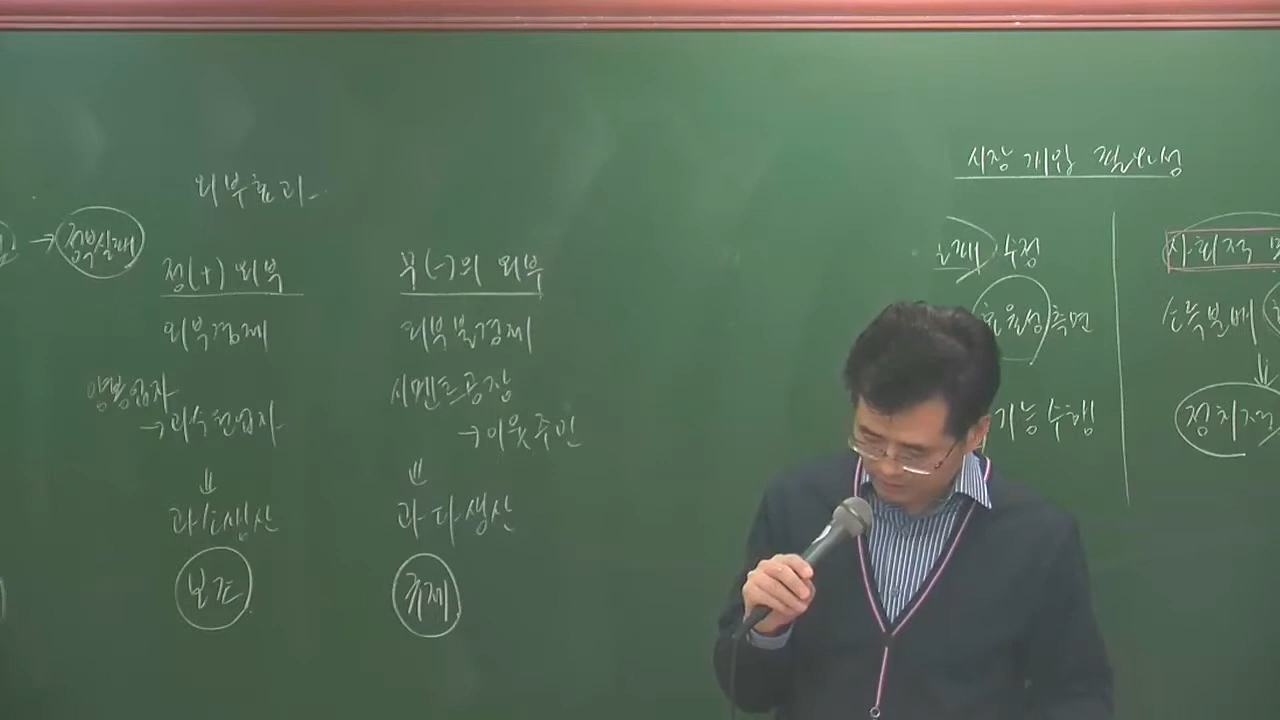 외부효과
→ 정부실패
정(+) 외부
외부경제
양봉업자
→ 과수원업자
⇓
과소생산
보조
부(-)의 외부
외부불경제
시멘트공장
→ 이웃주민
⇓
과다생산
규제
시장개입 필요성
수정
효율성 측면
기능수행
사회적
소득분배
⇓
정치적